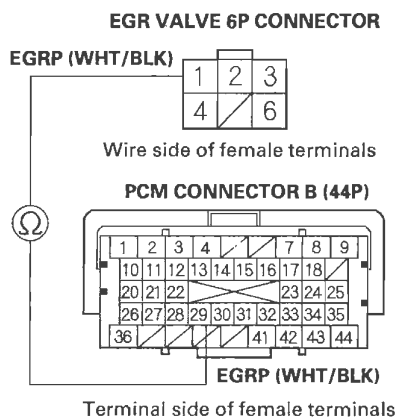 EGR VALVE 6P CONNECTOR
EGRP (WHT/BLK)
1 2 3
4 6
Wire side of female terminals
PCM CONNECTOR B (44P)
Ω
1 2 3 4 7 8 9
10 11 12 13 14 15 16 17 18
20 21 22 23 24 25
26 27 28 29 30 31 32 33 34 35
36 41 42 43 44
EGRP (WHT/BLK)
Terminal side of female terminals